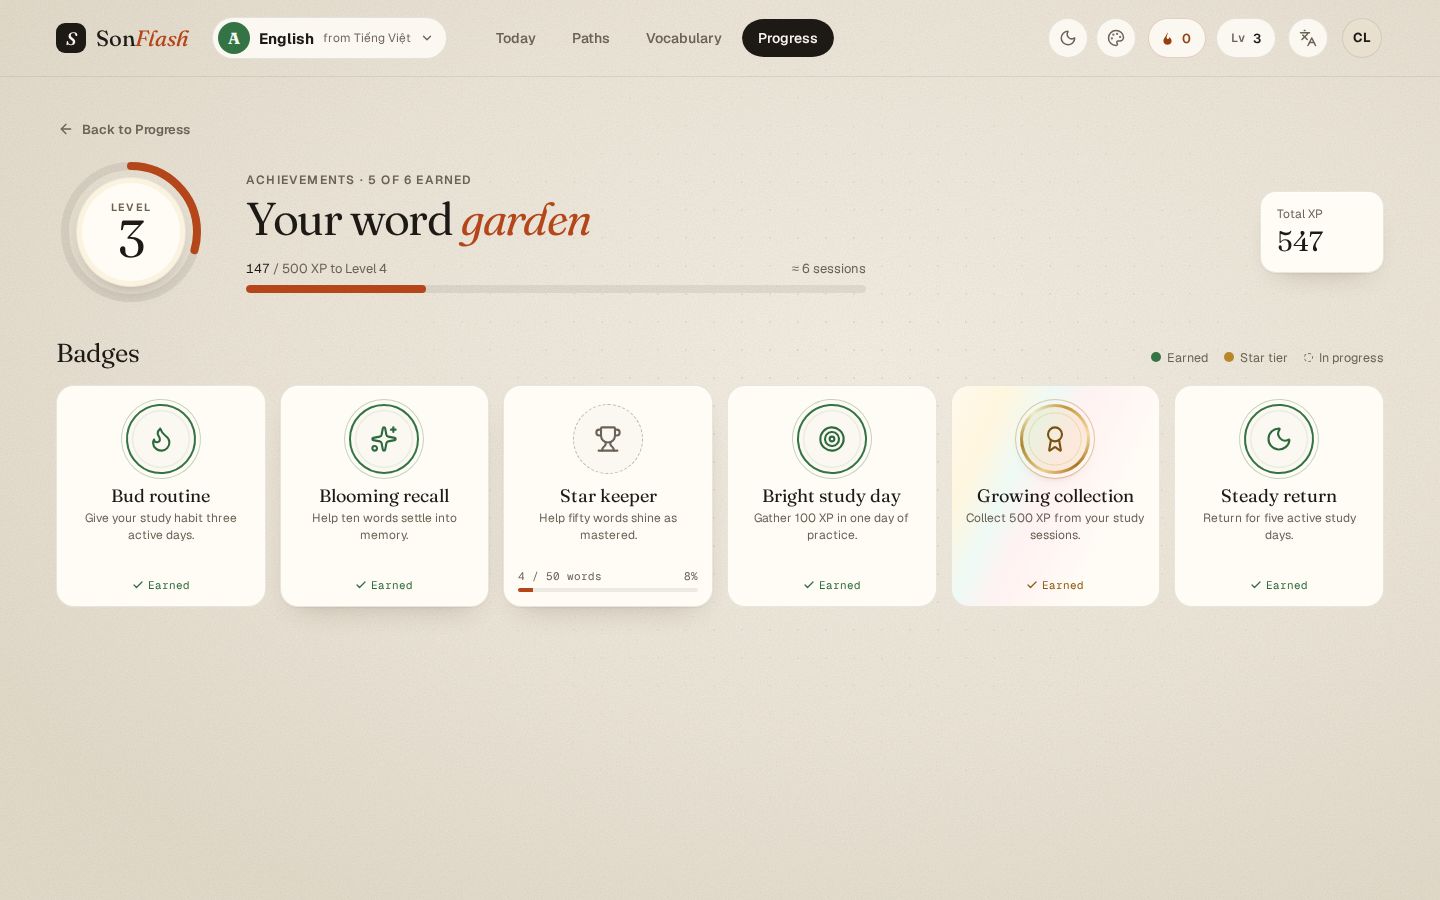 S SonFlash
A English from Tiếng Việt
Today Paths Vocabulary Progress
0
Lv 3
CL
Back to Progress
LEVEL
3
ACHIEVEMENTS · 5 OF 6 EARNED
Your word garden
147 / 500 XP to Level 4
≈ 6 sessions
Total XP
547
Badges
Earned Star tier In progress
Bud routine
Give your study habit three
active days.
Earned
Blooming recall
Help ten words settle into
memory.
Earned
Star keeper
Help fifty words shine as
mastered.
4 / 50 words 8%
Bright study day
Gather 100 XP in one day of
practice.
Earned
Growing collection
Collect 500 XP from your study
sessions.
Earned
Steady return
Return for five active study
days.
Earned